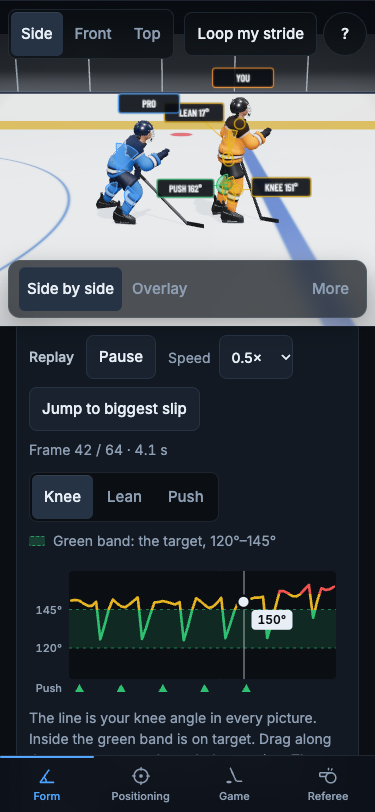 Side Front Top Loop my stride ?
YOU
PRO
LEAN 17°
PUSH 162°
KNEE 151°
Side by side Overlay More
Replay Pause Speed 0.5×
Jump to biggest slip
Frame 42 / 64 · 4.1 s
Knee Lean Push
Green band: the target, 120°–145°
145°
150°
120°
Push
The line is your knee angle in every picture.
Inside the green band is on target. Drag along
Form Positioning Game Referee